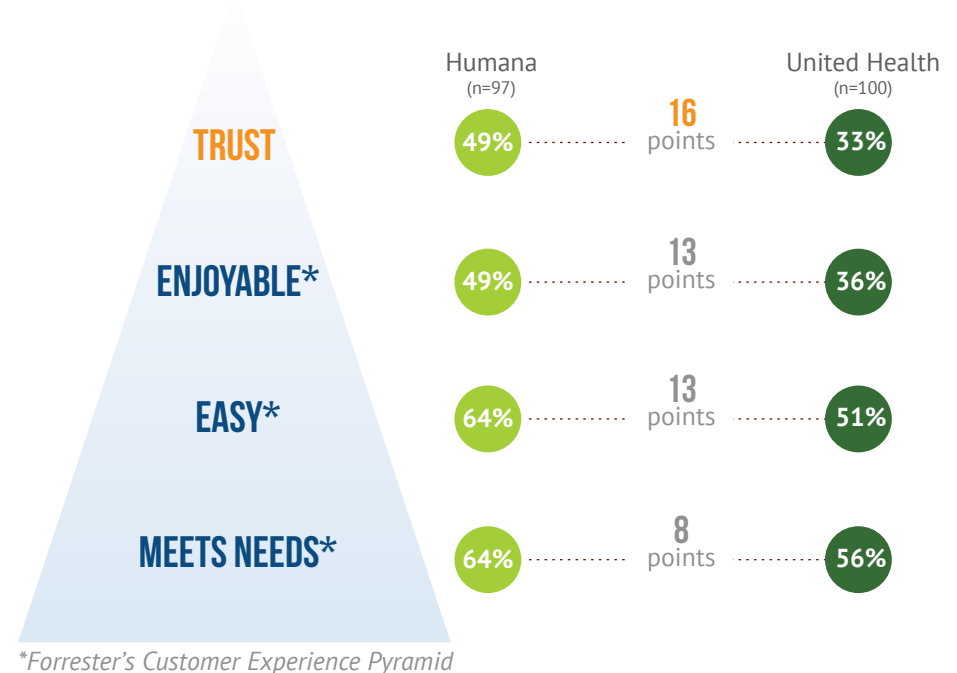 Humana
(n=97)
United Health
(n=100)
TRUST
49%
16
points
33%
ENJOYABLE*
49%
13
points
36%
EASY*
64%
13
points
51%
MEETS NEEDS*
64%
8
points
56%
*Forrester's Customer Experience Pyramid